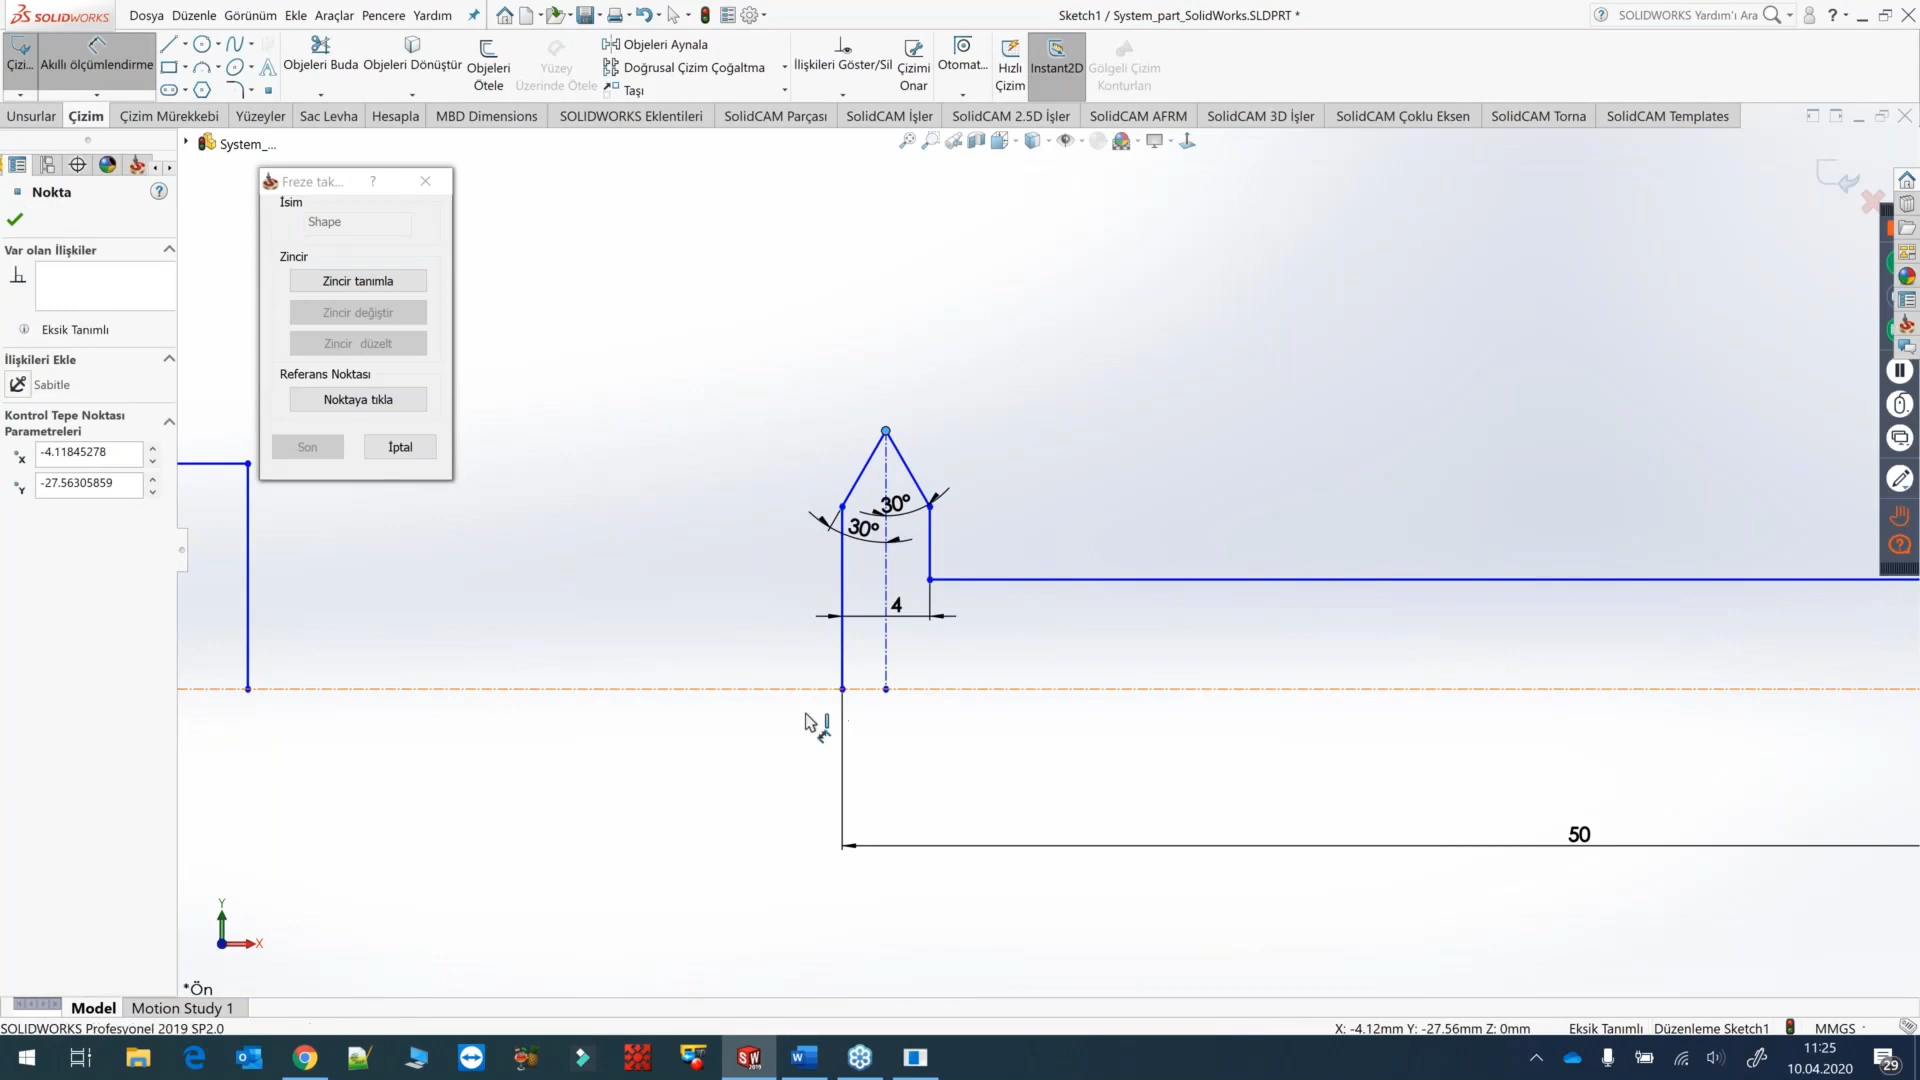 SOLIDWORKS
Dosya Düzenle Görünüm Ekle Araçlar Pencere Yardım
Sketch1 / System_part_SolidWorks.SLDPRT *
SOLIDWORKS Yardım'ı Ara
Çizi... Akıllı ölçümlendirme
Objeleri Buda Objeleri Dönüştür Objeleri Ötele
Yüzey Üzerinde Ötele
Objeleri Aynala
Doğrusal Çizim Çoğaltma
Taşı
İlişkileri Göster/Sil Çizimi Onar Otomat... Hızlı Çizim Instant2D Gölgeli Çizim Konturları
Unsurlar Çizim Çizim Mürekkebi Yüzeyler Sac Levha Hesapla MBD Dimensions SOLIDWORKS Eklentileri SolidCAM Parçası SolidCAM İşler SolidCAM 2.5D İşler SolidCAM AFRM SolidCAM 3D İşler SolidCAM Çoklu Eksen SolidCAM Torna SolidCAM Templates
System_...
Nokta
Var olan İlişkiler
Eksik Tanımlı
İlişkileri Ekle
Sabitle
Kontrol Tepe Noktası
Parametreleri
X -4.11845278
Y -27.56305859
Freze tak... ?
İsim
Shape
Zincir
Zincir tanımla
Zincir değiştir
Zincir düzelt
Referans Noktası
Noktaya tıkla
Son İptal
30°
30°
4
50
Y
X
*Ön
Model Motion Study 1
SOLIDWORKS Profesyonel 2019 SP2.0
X: -4.12mm Y: -27.56mm Z: 0mm Eksik Tanımlı Düzenleme Sketch1 MMGS
11:25
10.04.2020
29